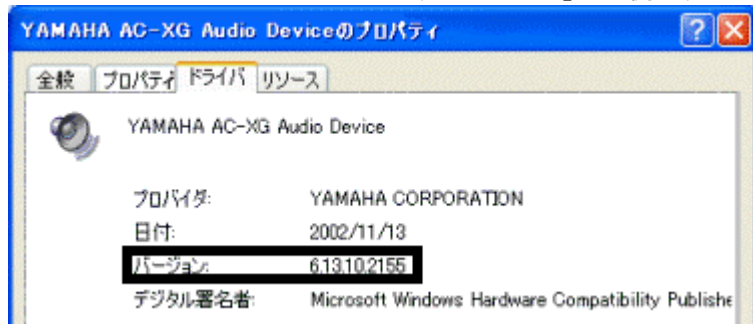 YAMAHA AC-XG Audio Deviceのプロパティ
全般 プロパティ ドライバ リソース
YAMAHA AC-XG Audio Device
プロバイダ: YAMAHA CORPORATION
日付: 2002/11/13
バージョン: 6.13.10.2155
デジタル署名者: Microsoft Windows Hardware Compatibility Publishe